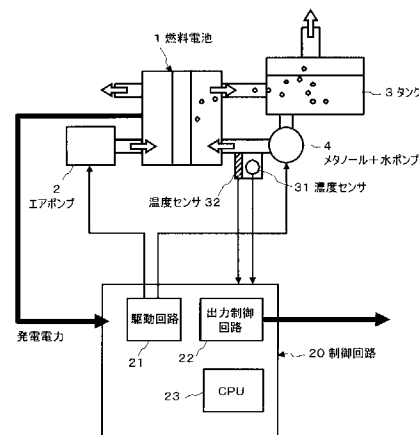 1 燃料電池
3 タンク
4
メタノール＋水ポンプ
2
エアポンプ
温度センサ 32
31 濃度センサ
発電電力
駆動回路
21
出力制御
回路
22
20 制御回路
23
CPU